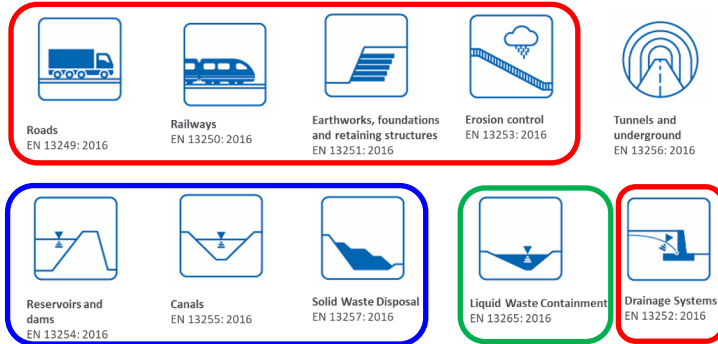 Roads
EN 13249: 2016
Railways
EN 13250: 2016
Earthworks, foundations
and retaining structures
EN 13251: 2016
Erosion control
EN 13253: 2016
Tunnels and
underground
EN 13256: 2016
Reservoirs and
dams
EN 13254: 2016
Canals
EN 13255: 2016
Solid Waste Disposal
EN 13257: 2016
Liquid Waste Containment
EN 13265: 2016
Drainage Systems
EN 13252: 2016